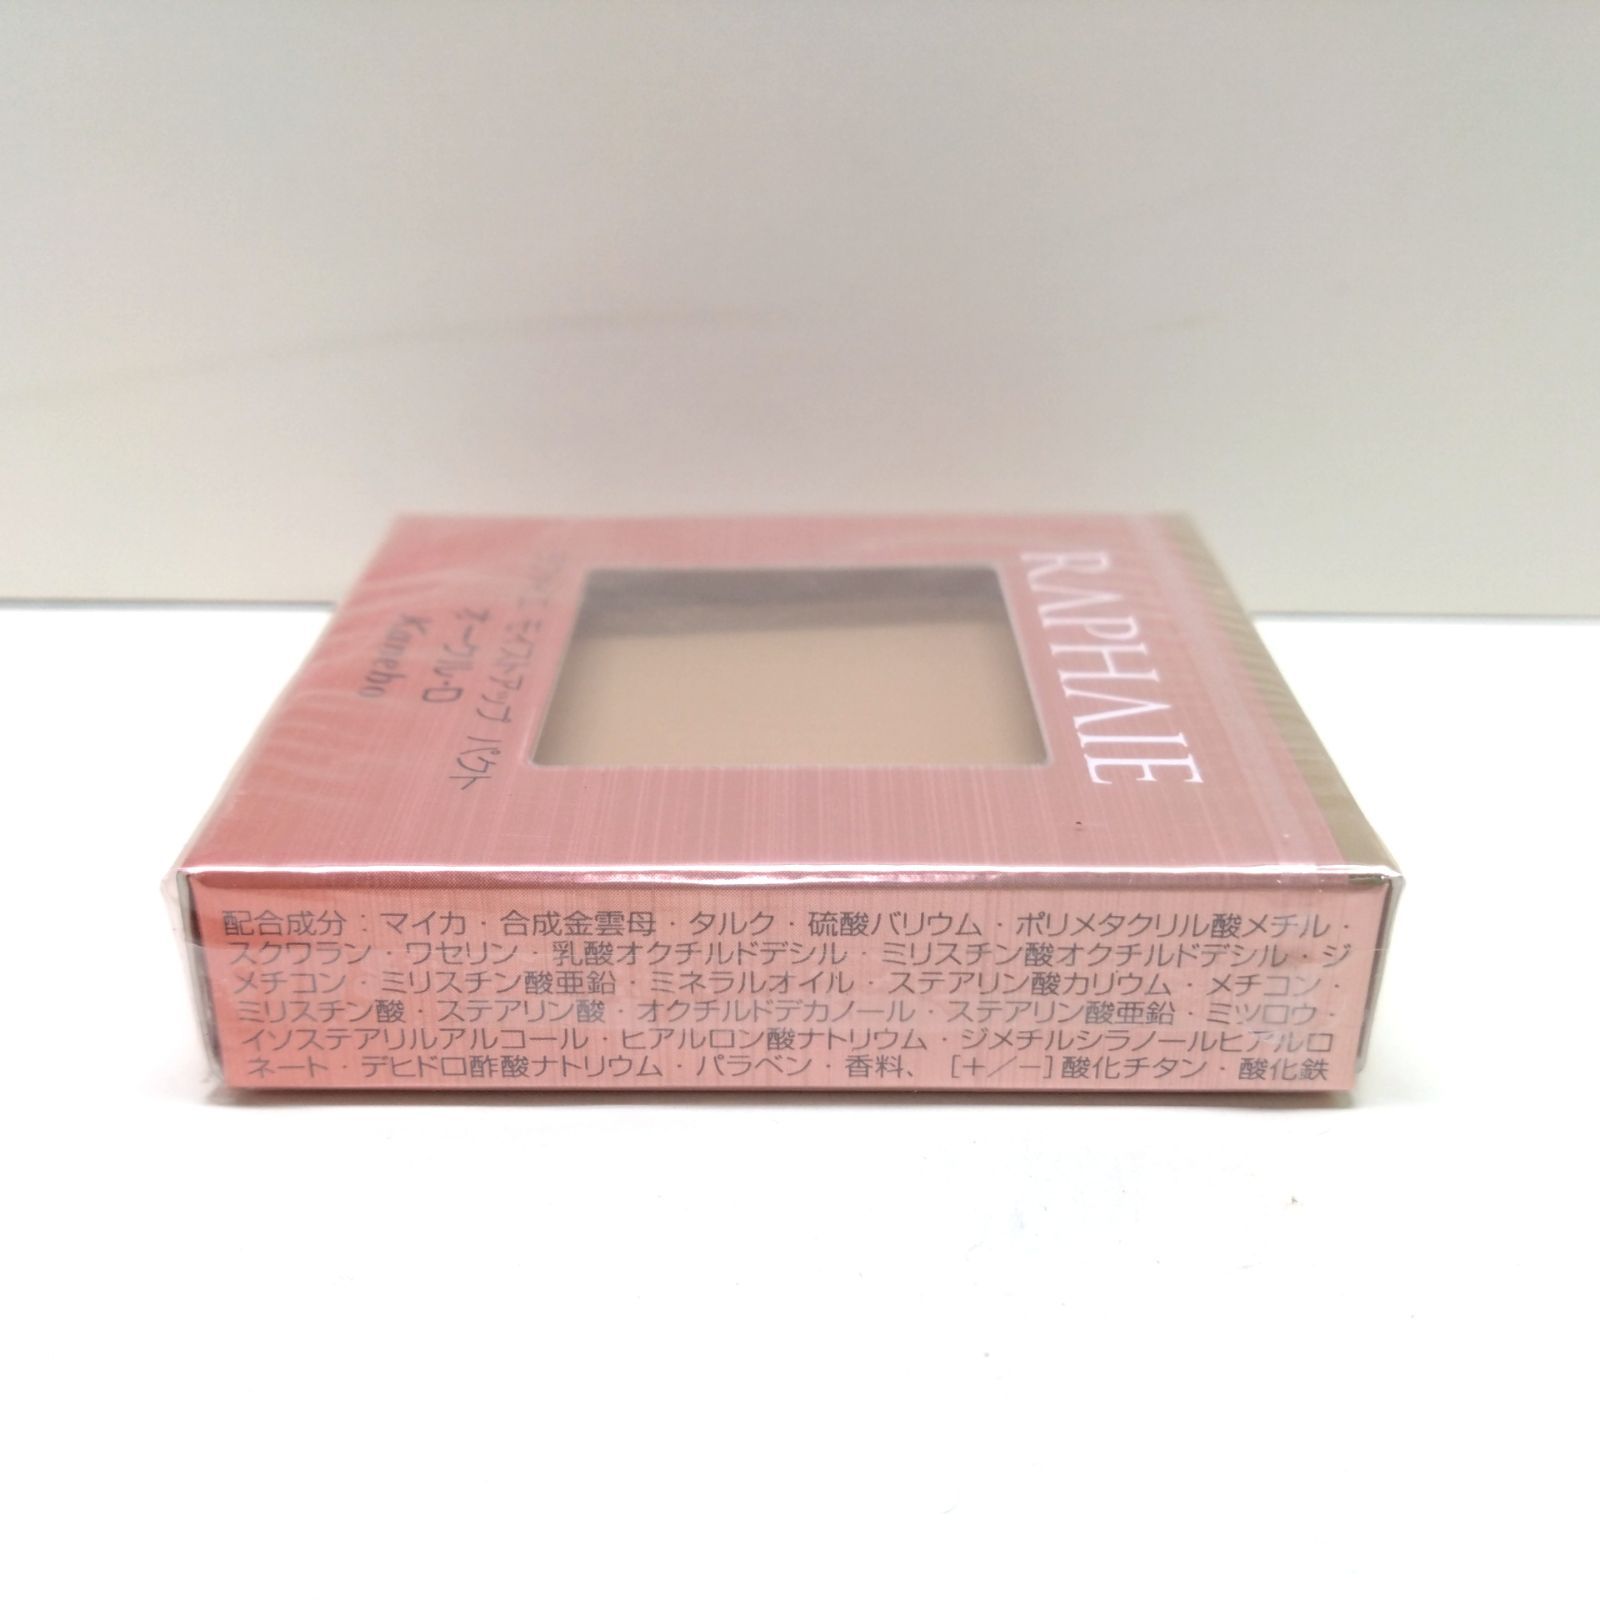 RAPHAIE
モイストアップ パクト
オークル・ロ
Kanebo
配合成分：マイカ・合成金雲母・タルク・硫酸バリウム・ポリメタクリル酸メチル・
スクワラン・ワセリン・乳酸オクチルドデシル・ミリスチン酸オクチルドデシル・ジ
メチコン・ミリスチン酸亜鉛・ミネラルオイル・ステアリン酸カリウム・メチコン・
ミリスチン酸・ステアリン酸・オクチルドデカノール・ステアリン酸亜鉛・ミツロウ・
イソステアリルアルコール・ヒアルロン酸ナトリウム・ジメチルシラノールヒアルロ
ネート・デヒドロ酢酸ナトリウム・パラベン・香料、[＋／－]酸化チタン・酸化鉄